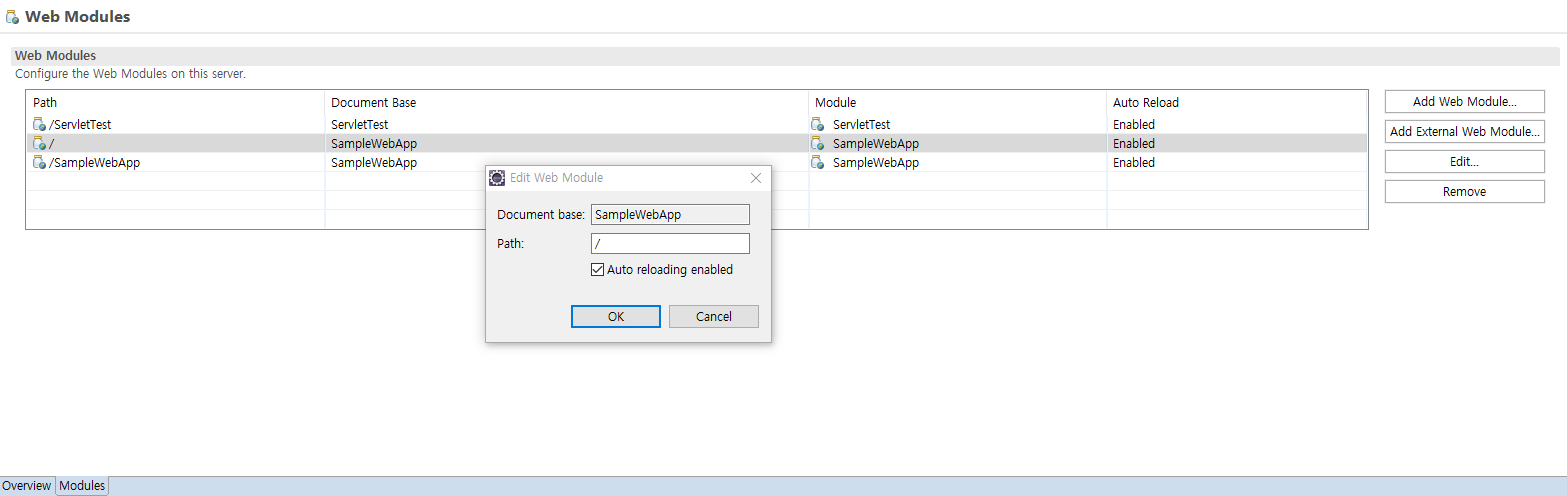 Web Modules
Web Modules
Configure the Web Modules on this server.
Path Document Base Module Auto Reload
/ServletTest ServletTest ServletTest Enabled
/ SampleWebApp SampleWebApp Enabled
/SampleWebApp SampleWebApp SampleWebApp Enabled
Add Web Module...
Add External Web Module...
Edit...
Remove
Edit Web Module
Document base: SampleWebApp
Path: /
Auto reloading enabled
OK Cancel
Overview Modules